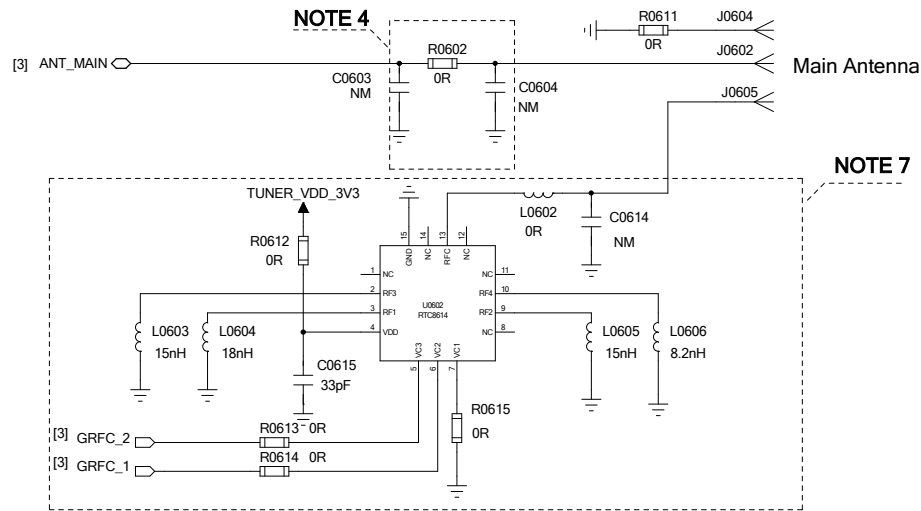 NOTE 4
R0611
J0604
0R
R0602
J0602
[3] ANT_MAIN
0R
Main Antenna
C0603
NM
C0604
NM
J0605
NOTE 7
TUNER_VDD_3V3
L0602
0R
C0614
NM
R0612
0R
15
14
13
12
GND
NC
RFC
NC
1
NC
NC
11
2
RF3
RF4
10
U0602
RTC8614
3
RF1
RF2
9
4
VDD
NC
8
VC3
VC2
VC1
5
6
7
L0603
15nH
L0604
18nH
L0605
15nH
L0606
8.2nH
C0615
33pF
R0615
0R
[3] GRFC_2
R0613 0R
[3] GRFC_1
R0614 0R